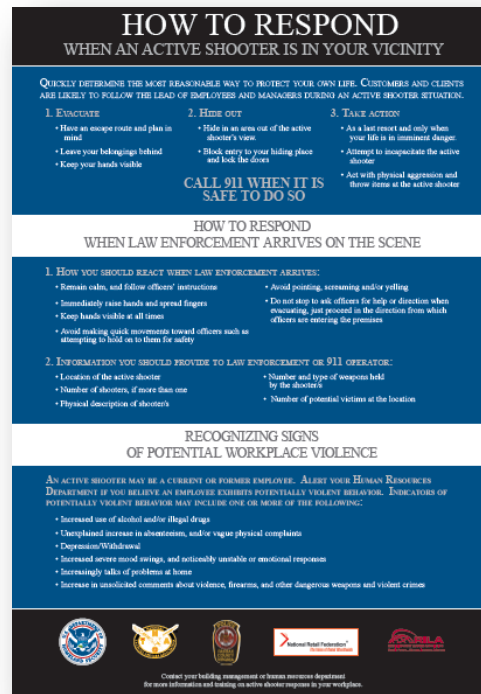 HOW TO RESPOND
WHEN AN ACTIVE SHOOTER IS IN YOUR VICINITY
QUICKLY DETERMINE THE MOST REASONABLE WAY TO PROTECT YOUR OWN LIFE. CUSTOMERS AND CLIENTS
ARE LIKELY TO FOLLOW THE LEAD OF EMPLOYEES AND MANAGERS DURING AN ACTIVE SHOOTER SITUATION.
1. EVACUATE
• Have an escape route and plan in
mind
• Leave your belongings behind
• Keep your hands visible
2. HIDE OUT
• Hide in an area out of the active
shooter's view.
• Block entry to your hiding place
and lock the doors
3. TAKE ACTION
• As a last resort and only when
your life is in imminent danger.
• Attempt to incapacitate the active
shooter
• Act with physical aggression and
throw items at the active shooter
CALL 911 WHEN IT IS
SAFE TO DO SO
HOW TO RESPOND
WHEN LAW ENFORCEMENT ARRIVES ON THE SCENE
1. HOW YOU SHOULD REACT WHEN LAW ENFORCEMENT ARRIVES:
• Remain calm, and follow officers' instructions
• Immediately raise hands and spread fingers
• Keep hands visible at all times
• Avoid making quick movements toward officers such as
attempting to hold on to them for safety
• Avoid pointing, screaming and/or yelling
• Do not stop to ask officers for help or direction when
evacuating, just proceed in the direction from which
officers are entering the premises
2. INFORMATION YOU SHOULD PROVIDE TO LAW ENFORCEMENT OR 911 OPERATOR:
• Location of the active shooter
• Number of shooters, if more than one
• Physical description of shooter/s
• Number and type of weapons held
by the shooter/s
• Number of potential victims at the location
RECOGNIZING SIGNS
OF POTENTIAL WORKPLACE VIOLENCE
AN ACTIVE SHOOTER MAY BE A CURRENT OR FORMER EMPLOYEE. ALERT YOUR HUMAN RESOURCES
DEPARTMENT IF YOU BELIEVE AN EMPLOYEE EXHIBITS POTENTIALLY VIOLENT BEHAVIOR. INDICATORS OF
POTENTIALLY VIOLENT BEHAVIOR MAY INCLUDE ONE OR MORE OF THE FOLLOWING:
• Increased use of alcohol and/or illegal drugs
• Unexplained increase in absenteeism, and/or vague physical complaints
• Depression/Withdrawal
• Increased severe mood swings, and noticeably unstable or emotional responses
• Increasingly talks of problems at home
• Increase in unsolicited comments about violence, firearms, and other dangerous weapons and violent crimes
U.S. DEPARTMENT OF HOMELAND SECURITY
National Retail Federation
Contact your building management or human resources department
for more information and training on active shooter response in your workplace.